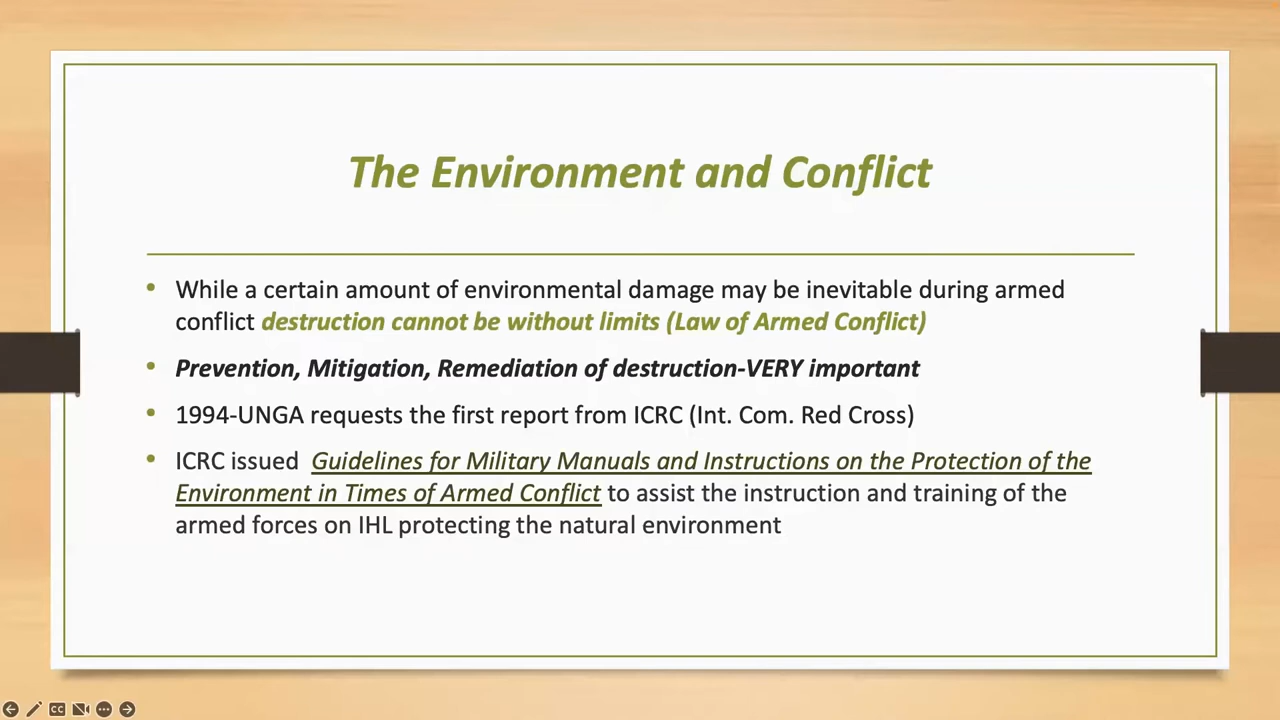 The Environment and Conflict
• While a certain amount of environmental damage may be inevitable during armed
conflict destruction cannot be without limits (Law of Armed Conflict)
• Prevention, Mitigation, Remediation of destruction-VERY important
• 1994-UNGA requests the first report from ICRC (Int. Com. Red Cross)
• ICRC issued Guidelines for Military Manuals and Instructions on the Protection of the
Environment in Times of Armed Conflict to assist the instruction and training of the
armed forces on IHL protecting the natural environment
CC